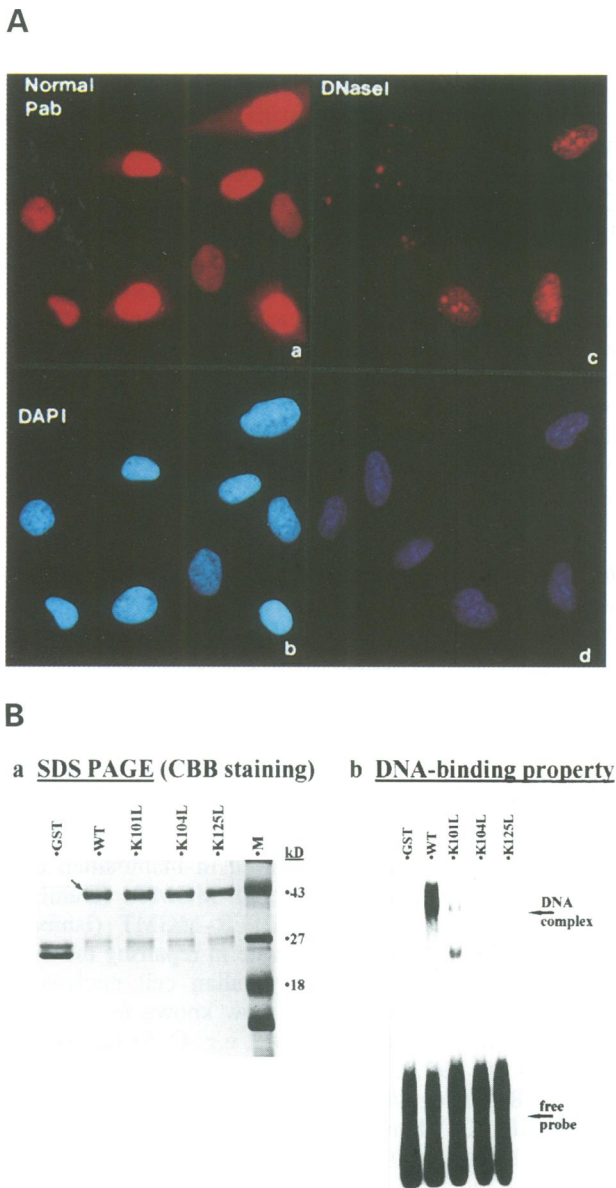 A
Normal
Pab
DNaseI
a
c
DAPI
b
d
B
a SDS PAGE (CBB staining)
b DNA-binding property
•GST
•WT
•K101L
•K104L
•K125L
•M
kD
•43
•27
•18
•GST
•WT
•K101L
•K104L
•K125L
DNA
complex
free
probe